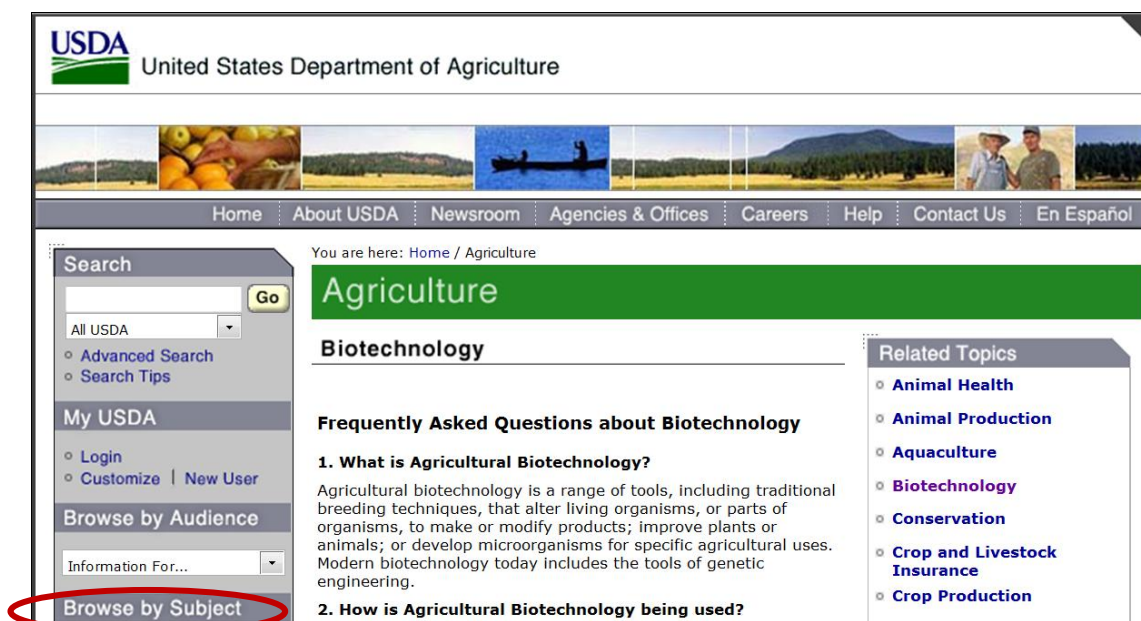 USDA
United States Department of Agriculture
Home About USDA Newsroom Agencies & Offices Careers Help Contact Us En Español
Search
Go
All USDA
Advanced Search
Search Tips
My USDA
Login
Customize | New User
Browse by Audience
Information For...
Browse by Subject
You are here: Home / Agriculture
Agriculture
Biotechnology
Frequently Asked Questions about Biotechnology
1. What is Agricultural Biotechnology?
Agricultural biotechnology is a range of tools, including traditional
breeding techniques, that alter living organisms, or parts of
organisms, to make or modify products; improve plants or
animals; or develop microorganisms for specific agricultural uses.
Modern biotechnology today includes the tools of genetic
engineering.
2. How is Agricultural Biotechnology being used?
Related Topics
Animal Health
Animal Production
Aquaculture
Biotechnology
Conservation
Crop and Livestock
Insurance
Crop Production